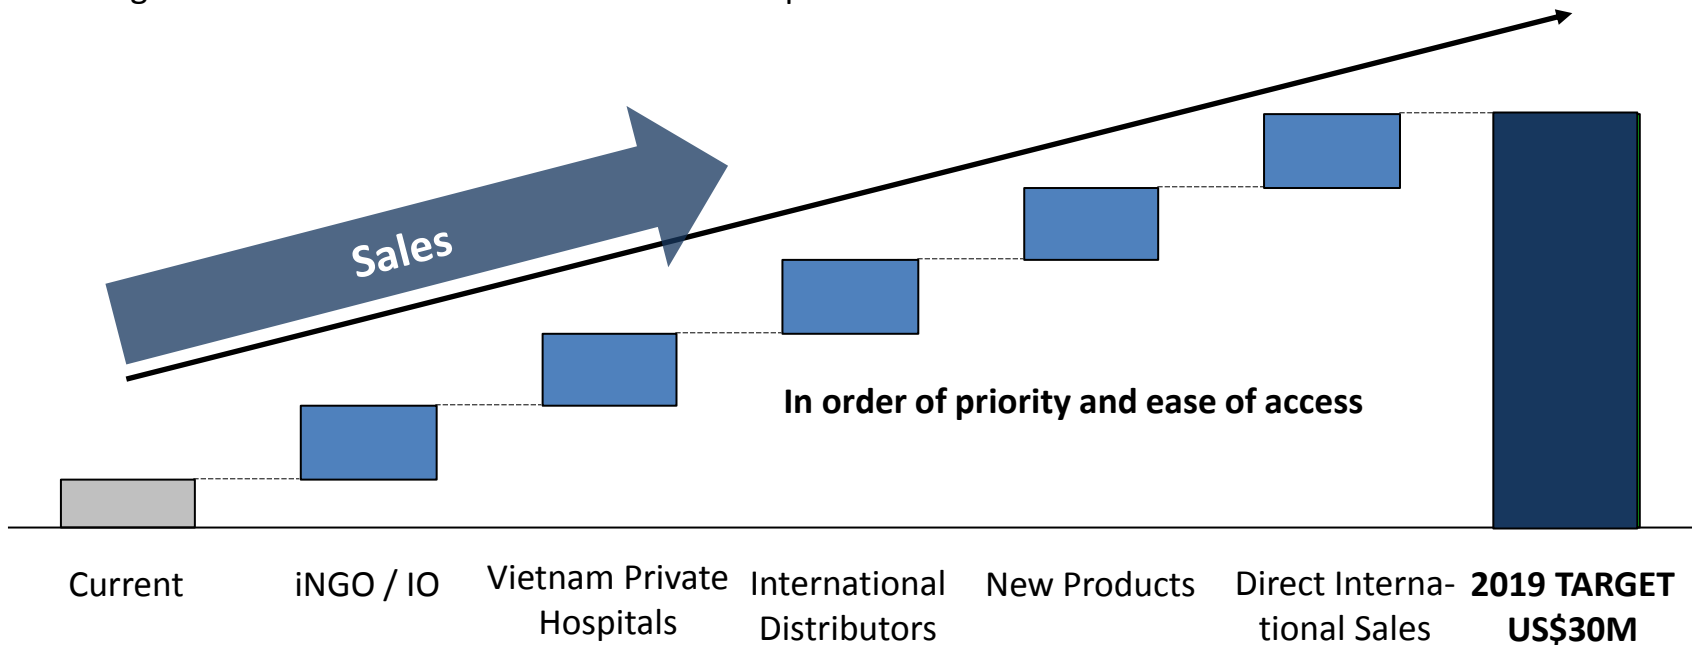 Sales
In order of priority and ease of access
Current
iNGO / IO
Vietnam Private
Hospitals
International
Distributors
New Products
Direct Interna-
tional Sales
2019 TARGET
US$30M